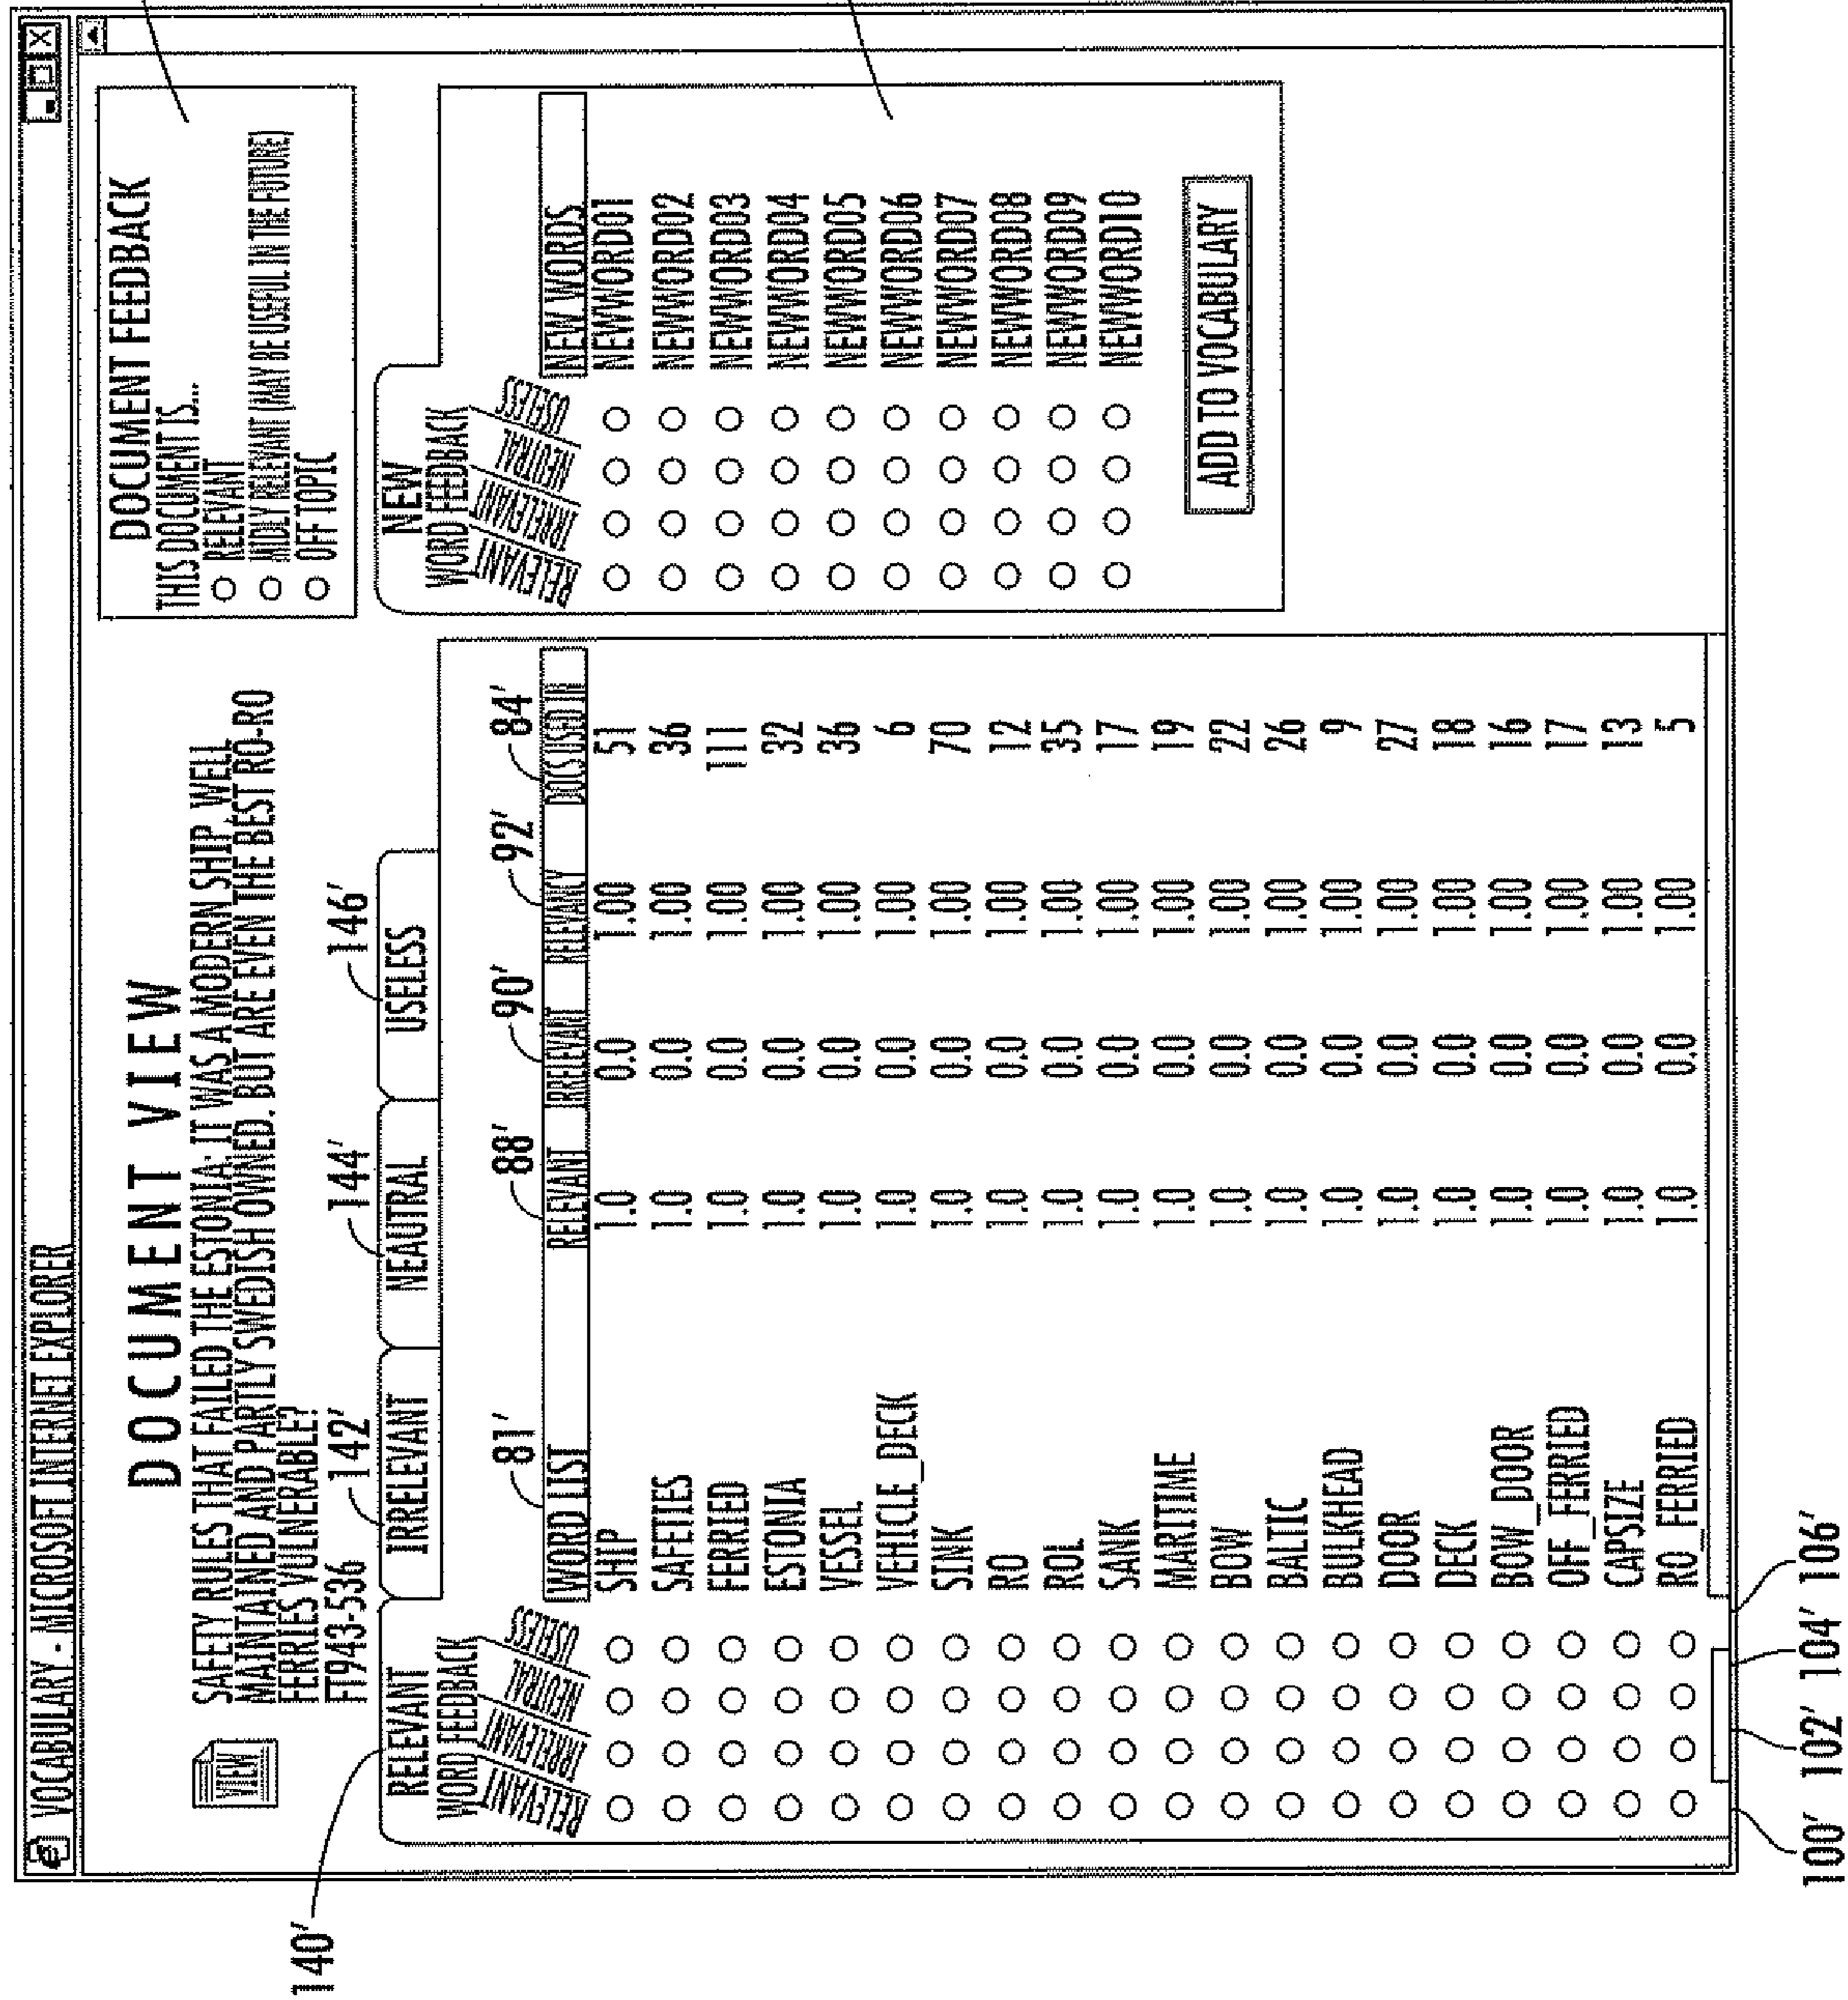 VOCABULARY - MICROSOFT INTERNET EXPLORER
DOCUMENT VIEW
VIEW
SAFETY RULES THAT FAILED THE ESTONIA: IT WAS A MODERN SHIP, WELL
MAINTAINED AND PARTLY SWEDISH OWNED. BUT ARE EVEN THE BEST RO-RO
FERRIES VULNERABLE?
FT943-536
DOCUMENT FEEDBACK
THIS DOCUMENT IS...
RELEVANT
MIDLY RELEVANT (MAY BE USEFUL IN THE FUTURE)
OFF TOPIC
140' 142' 144' 146'
RELEVANT IRRELEVANT NEAUTRAL USELESS
WORD FEEDBACK
RELEVANT IRRELEVANT NEUTRAL USELESS
81' 88' 90' 92' 84'
WORD LIST RELEVANT IRRELEVANT RELEVANCY DOCS USED IN
SHIP 1.0 0.0 1.00 51
SAFETIES 1.0 0.0 1.00 36
FERRIED 1.0 0.0 1.00 111
ESTONIA 1.0 0.0 1.00 32
VESSEL 1.0 0.0 1.00 36
VEHICLE_DECK 1.0 0.0 1.00 6
SINK 1.0 0.0 1.00 70
RO 1.0 0.0 1.00 12
ROL 1.0 0.0 1.00 35
SANK 1.0 0.0 1.00 17
MARITIME 1.0 0.0 1.00 19
BOW 1.0 0.0 1.00 22
BALTIC 1.0 0.0 1.00 26
BULKHEAD 1.0 0.0 1.00 9
DOOR 1.0 0.0 1.00 27
DECK 1.0 0.0 1.00 18
BOW_DOOR 1.0 0.0 1.00 16
OFF_FERRIED 1.0 0.0 1.00 17
CAPSIZE 1.0 0.0 1.00 13
RO_FERRIED 1.0 0.0 1.00 5
NEW
WORD FEEDBACK
RELEVANT IRRELEVANT NEUTRAL USELESS
NEW WORDS
NEWWORD01
NEWWORD02
NEWWORD03
NEWWORD04
NEWWORD05
NEWWORD06
NEWWORD07
NEWWORD08
NEWWORD09
NEWWORD10
ADD TO VOCABULARY
100' 102' 104' 106'